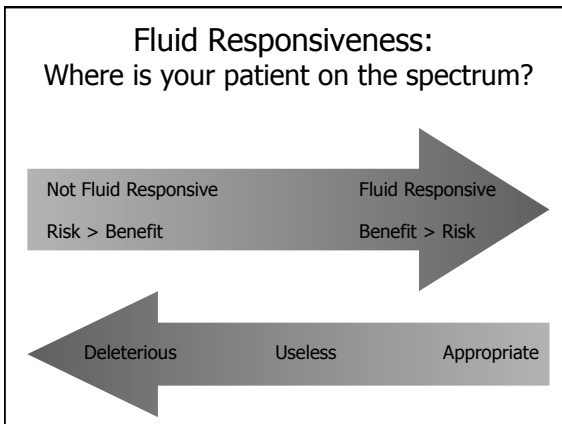 Fluid Responsiveness:
Where is your patient on the spectrum?
Not Fluid Responsive Fluid Responsive
Risk > Benefit Benefit > Risk
Deleterious Useless Appropriate